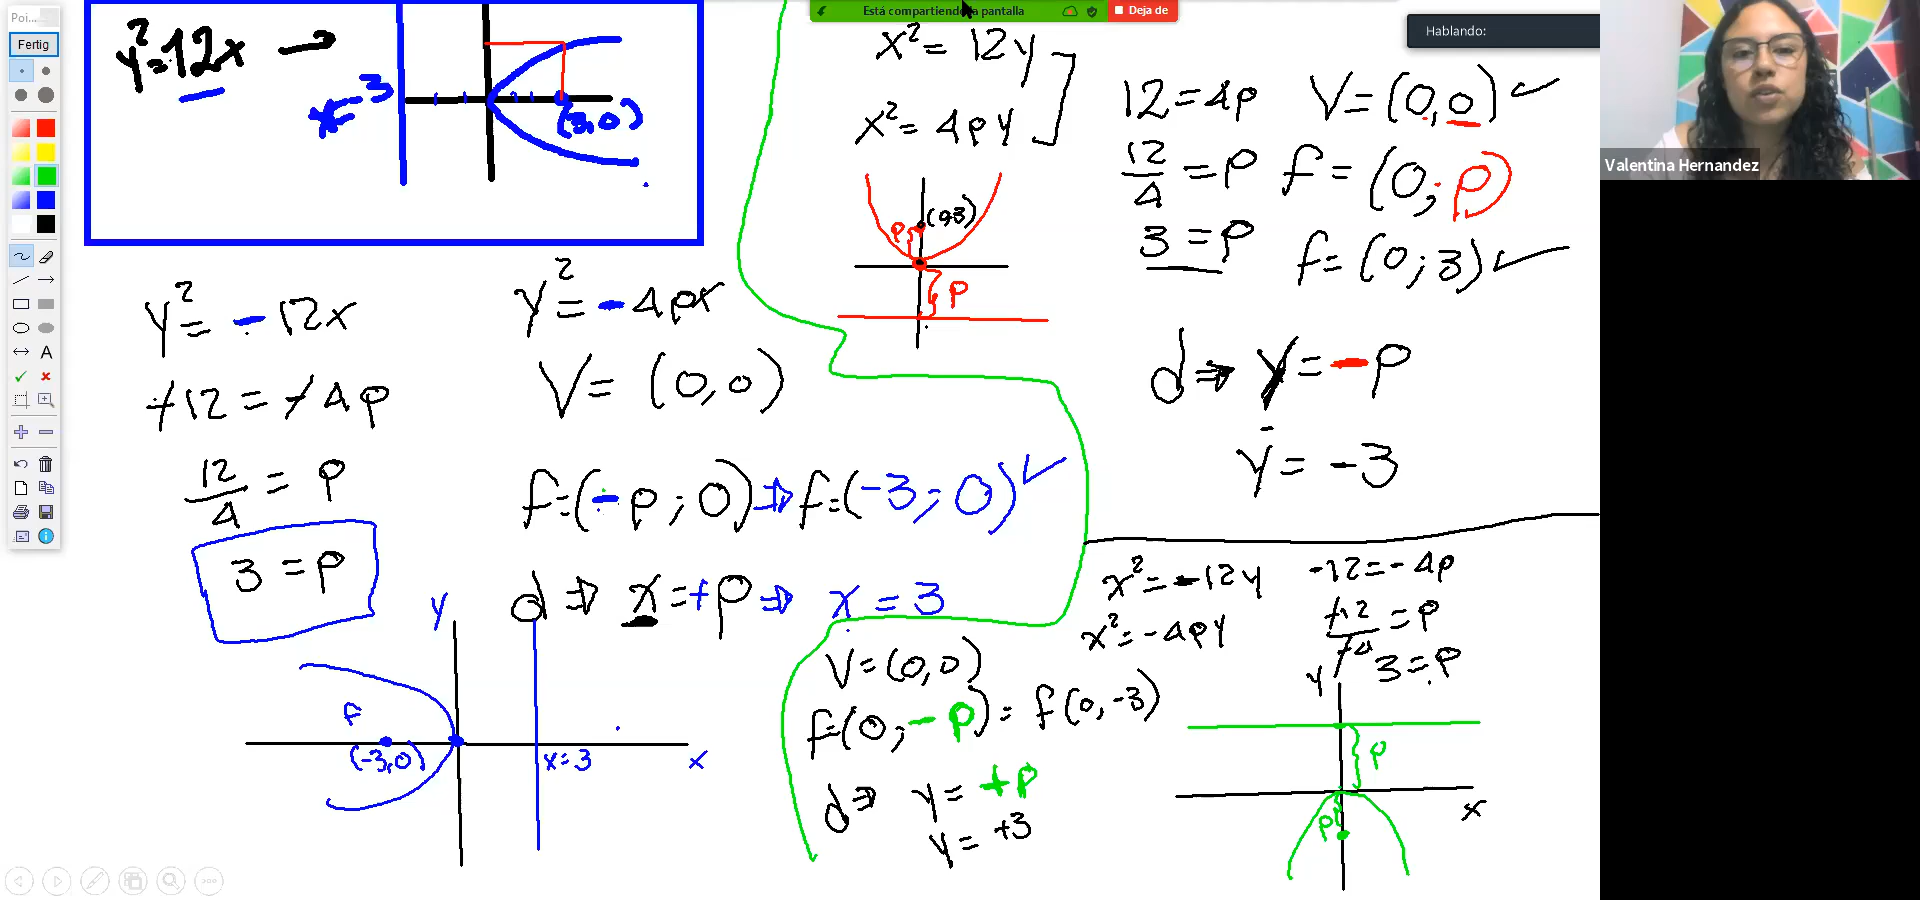 Poi...
Fertig
A
Está compartiendo la pantalla
Deja de
Hablando:
Valentina Hernandez
y² = 12x →
-3
(3,0)
x² = 12y
x² = 4py
(0,3)
p
p
12 = 4p
12/4 = p
3 = p
V = (0,0) ✓
f = (0; p)
f = (0; 3) ✓
d ⇒ y = -p
y = -3
y² = -12x
-12 = -4p
12/4 = p
3 = p
y² = -4px
V = (0,0)
f = (-p; 0) ⇒ f = (-3; 0) ✓
d ⇒ x = +p ⇒ x = 3
y
f
(-3,0)
x = 3
x
V = (0,0)
f = (0; -p) = f(0,-3)
d ⇒ y = +p
y = +3
x² = -12y
x² = -4py
-12 = -4p
-12/-4 = p
3 = p
y
p
x
p